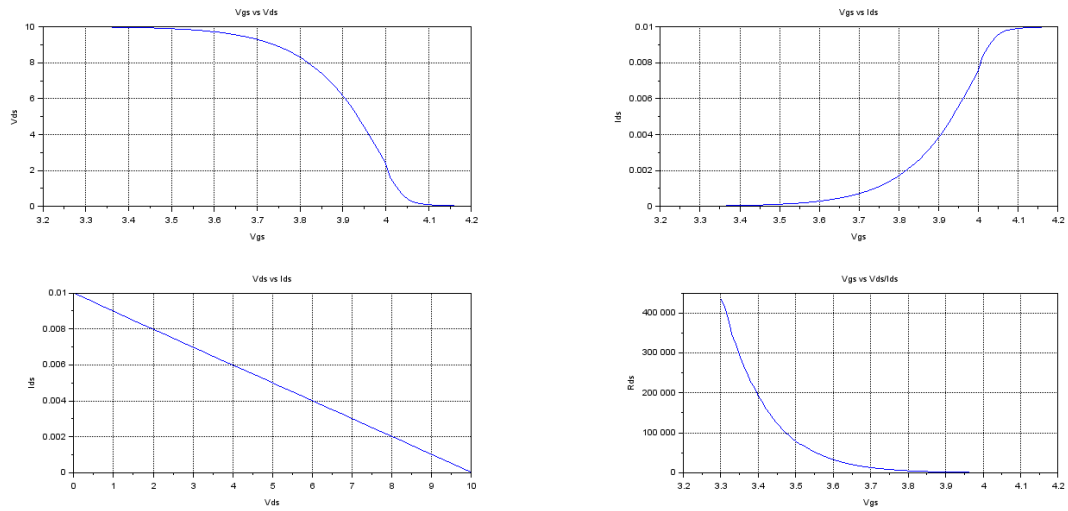 Vgs vs Vds
10
8
6
4
2
0
Vds
3.2 3.3 3.4 3.5 3.6 3.7 3.8 3.9 4 4.1 4.2
Vgs
Vgs vs Ids
0.01
0.008
0.006
0.004
0.002
0
Ids
3.2 3.3 3.4 3.5 3.6 3.7 3.8 3.9 4 4.1 4.2
Vgs
Vds vs Ids
0.01
0.008
0.006
0.004
0.002
0
Ids
0 1 2 3 4 5 6 7 8 9 10
Vds
Vgs vs Vds/Ids
400 000
300 000
200 000
100 000
0
Rds
3.2 3.3 3.4 3.5 3.6 3.7 3.8 3.9 4 4.1 4.2
Vgs